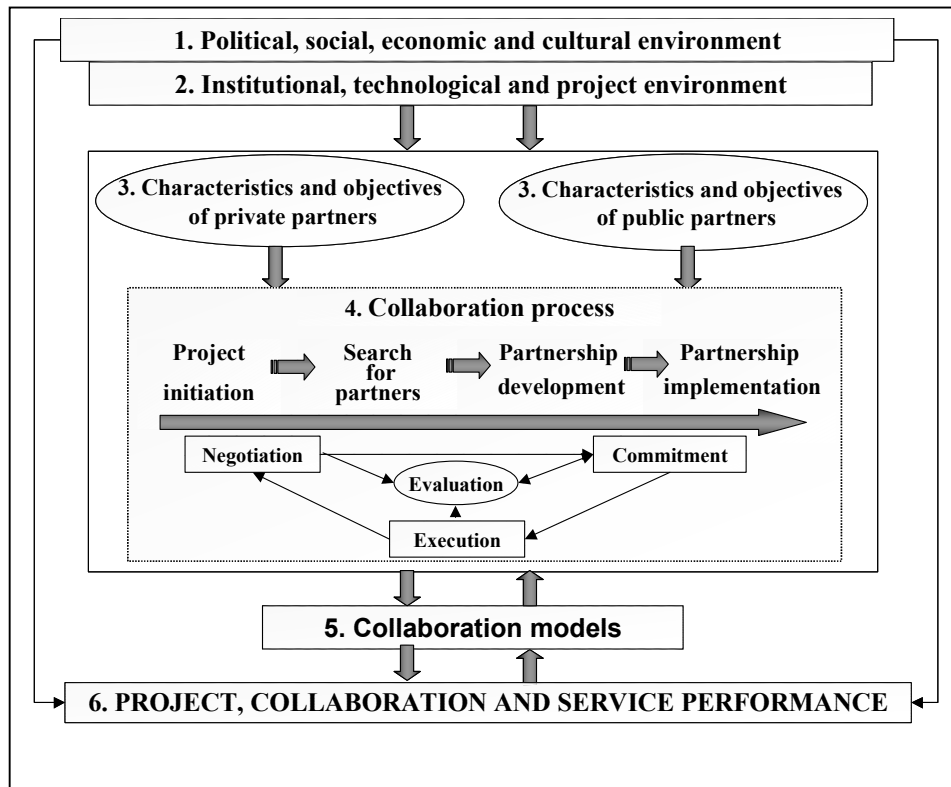 1. Political, social, economic and cultural environment
2. Institutional, technological and project environment
3. Characteristics and objectives
of private partners
3. Characteristics and objectives
of public partners
4. Collaboration process
Project
initiation
Search
for
partners
Partnership
development
Partnership
implementation
Negotiation
Commitment
Evaluation
Execution
5. Collaboration models
6. PROJECT, COLLABORATION AND SERVICE PERFORMANCE